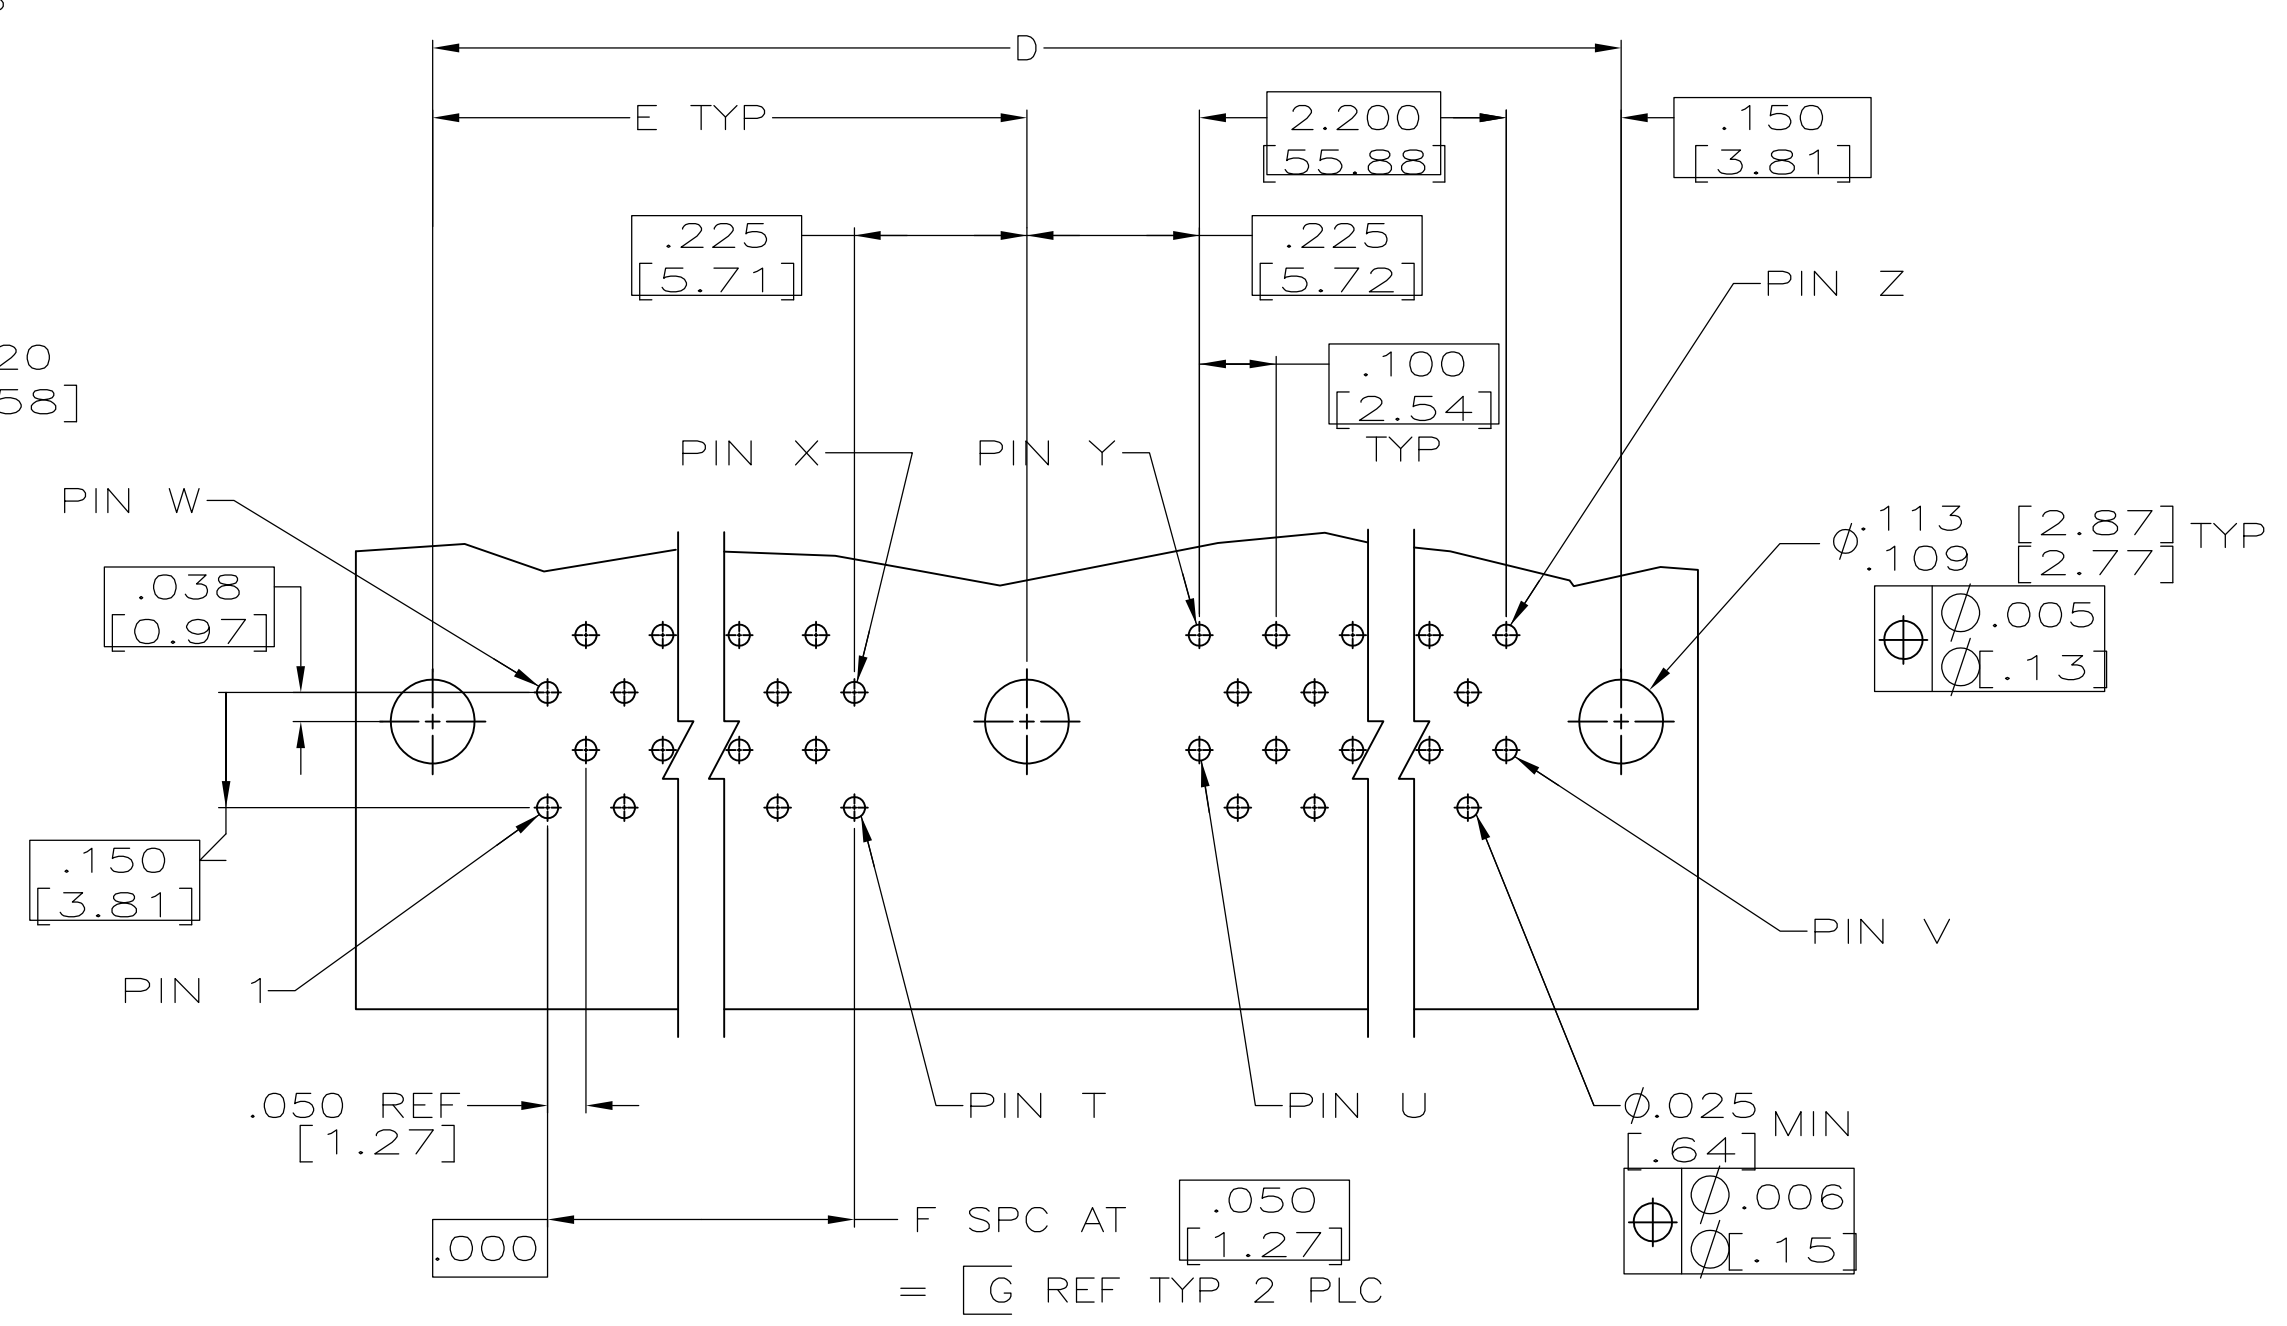 D
E TYP
2.200
[55.88]
.150
[3.81]
.225
[5.71]
.225
[5.72]
PIN Z
20
58]
.100
[2.54]
TYP
PIN X
PIN Y
PIN W
⌀.113 [2.87] TYP
.109 [2.77]
.038
[0.97]
⌀.005
⌀[.13]
.150
[3.81]
PIN V
PIN 1
.050 REF
[1.27]
PIN T
PIN U
⌀.025 MIN
[.64]
.000
F SPC AT .050
[1.27]
= [G REF TYP 2 PLC
⌀.006
⌀[.15]